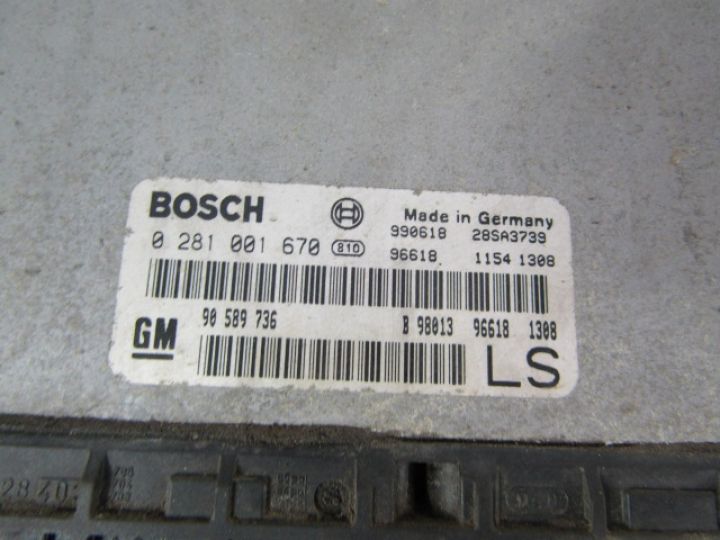 BOSCH
Made in Germany
0 281 001 670 810
990618 28SA3739
96618 1154 1308
GM
90 589 736
B 98013 96618 1308
LS